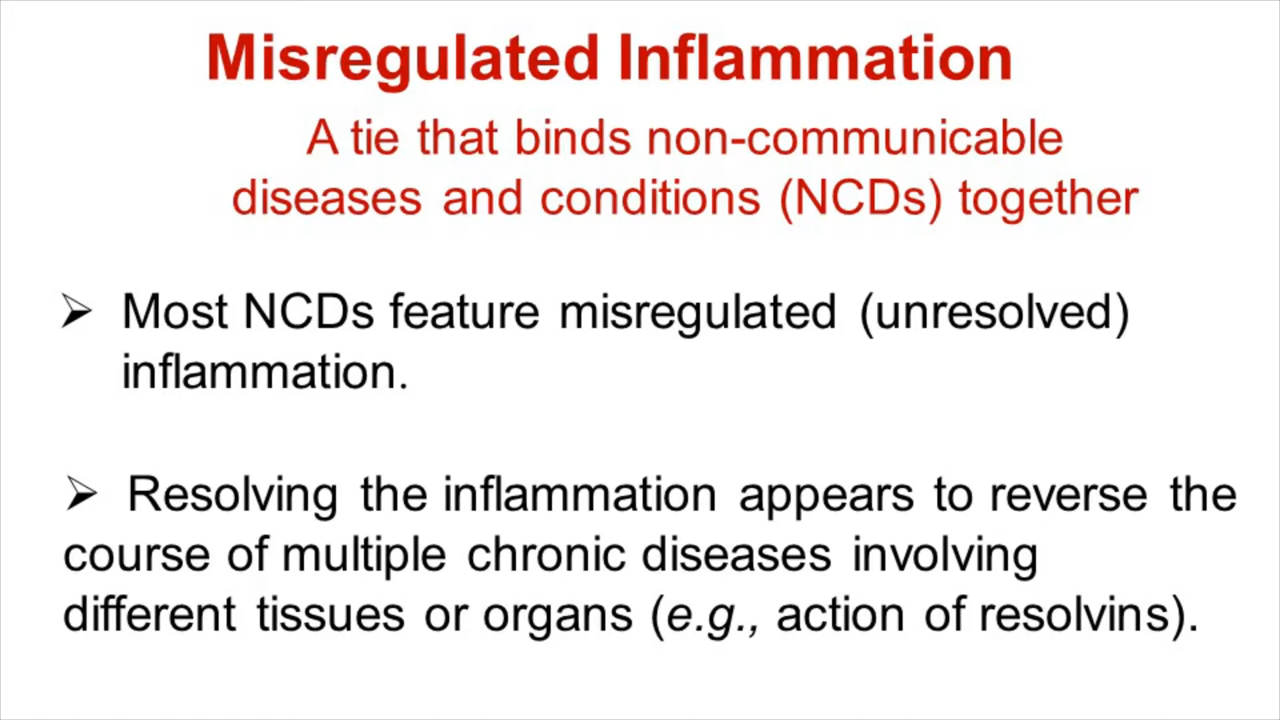 Misregulated Inflammation
A tie that binds non-communicable
diseases and conditions (NCDs) together
➢ Most NCDs feature misregulated (unresolved)
inflammation.
➢ Resolving the inflammation appears to reverse the
course of multiple chronic diseases involving
different tissues or organs (e.g., action of resolvins).